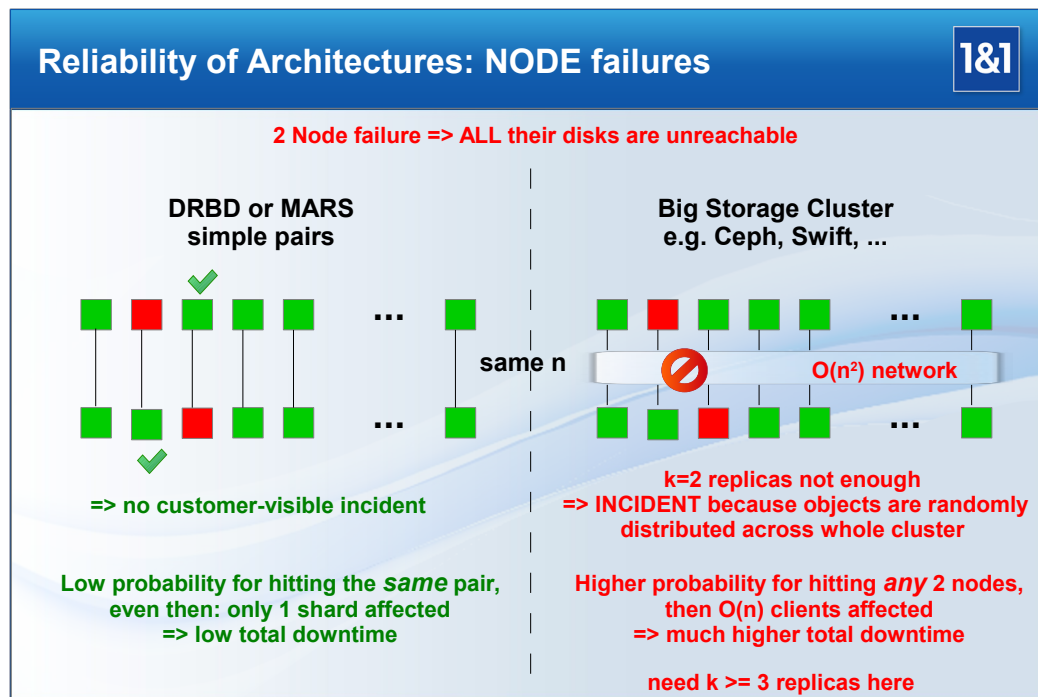 Reliability of Architectures: NODE failures
1&1
2 Node failure => ALL their disks are unreachable
DRBD or MARS
simple pairs
Big Storage Cluster
e.g. Ceph, Swift, ...
...
...
same n
O(n²) network
...
...
=> no customer-visible incident
k=2 replicas not enough
=> INCIDENT because objects are randomly
distributed across whole cluster
Low probability for hitting the same pair,
even then: only 1 shard affected
=> low total downtime
Higher probability for hitting any 2 nodes,
then O(n) clients affected
=> much higher total downtime
need k >= 3 replicas here